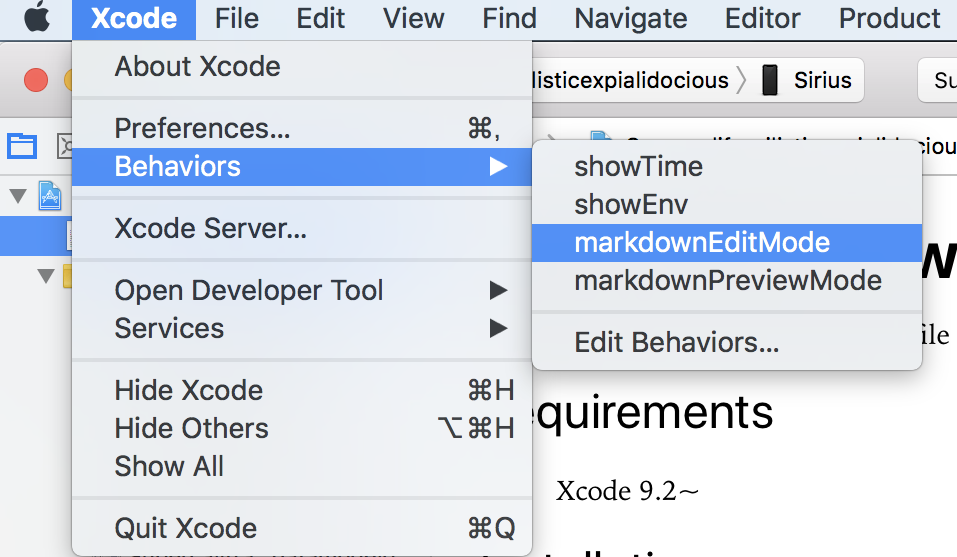 Xcode File Edit View Find Navigate Editor Product
About Xcode
listicexpialidocious Sirius Su
Preferences... ⌘,
Behaviors
showTime
showEnv
Xcode Server...
markdownEditMode
markdownPreviewMode
Open Developer Tool
Services
Edit Behaviors...
ile
Hide Xcode ⌘H
Hide Others ⌥⌘H
Show All
equirements
Xcode 9.2~
Quit Xcode ⌘Q